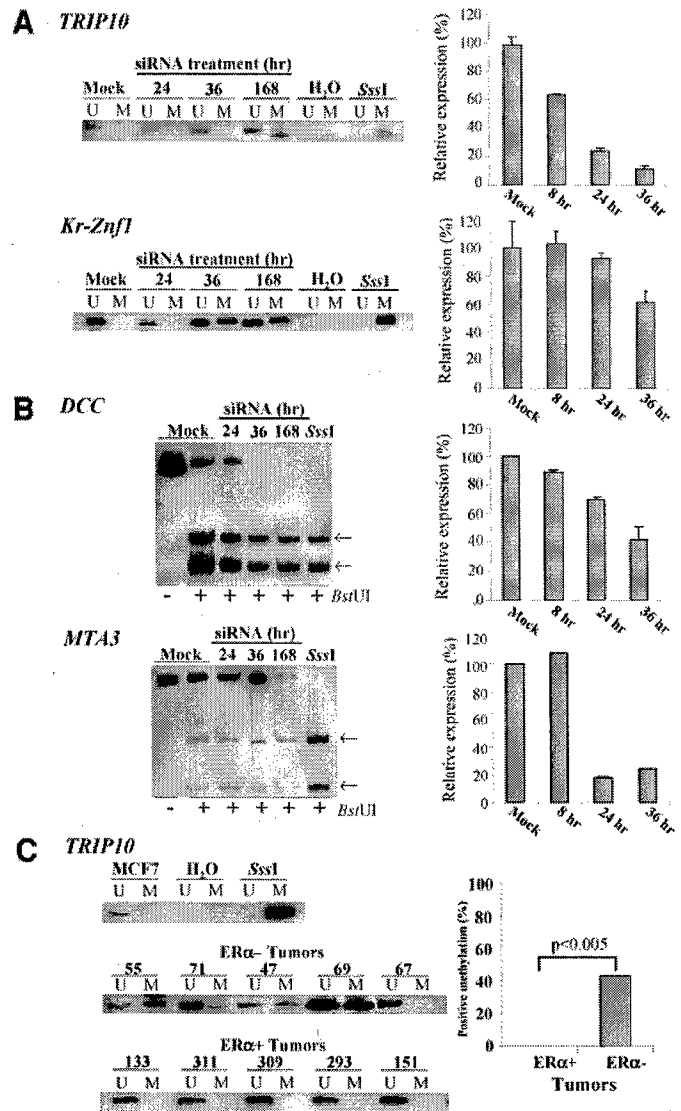 A TRIP10
siRNA treatment (hr)
Mock 24 36 168 H2O SssI
U M U M U M U M U M U M
Relative expression (%)
120
100
80
60
40
20
0
Mock 8 hr 24 hr 36 hr
Kr-Znf1
siRNA treatment (hr)
Mock 24 36 168 H2O SssI
U M U M U M U M U M U M
Relative expression (%)
120
100
80
60
40
20
0
Mock 8 hr 24 hr 36 hr
B DCC
siRNA (hr)
Mock 24 36 168 SssI
←
←
- + + + + + BstUI
Relative expression (%)
120
100
80
60
40
20
.0
Mock 8 hr 24 hr 36 hr
MTA3
siRNA (hr)
Mock 24 36 168 SssI
←
←
- + + + + + BstUI
Relative expression (%)
120
100
80
60
40
20
0
Mock 8 hr 24 hr 36 hr
C TRIP10
MCF7 H2O SssI
U M U M U M
ERα– Tumors
55 71 47 69 67
U M U M U M U M U M
ERα+ Tumors
133 311 309 293 151
U M U M U M U M U M
Positive methylation (%)
100
80
60
40
20
0
p<0.005
ERα+ ERα-
Tumors